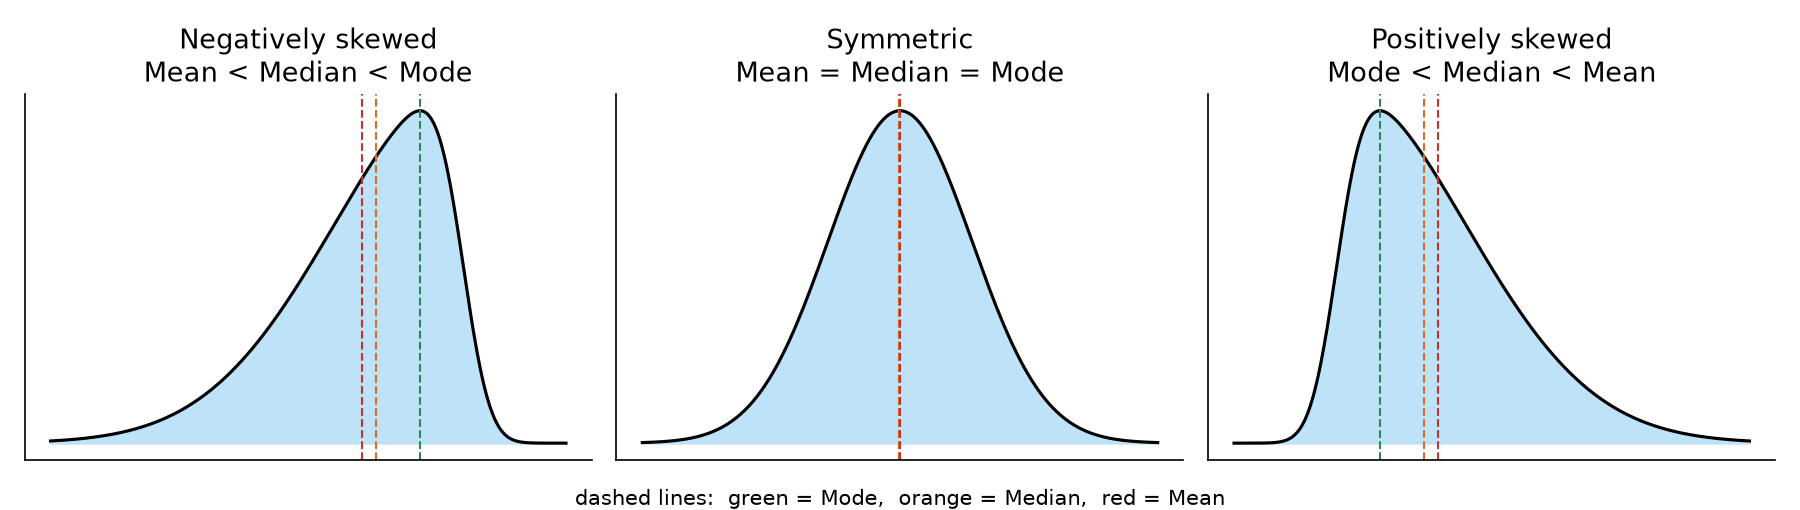 Negatively skewed
Mean < Median < Mode
Symmetric
Mean = Median = Mode
Positively skewed
Mode < Median < Mean
dashed lines:  green = Mode,  orange = Median,  red = Mean